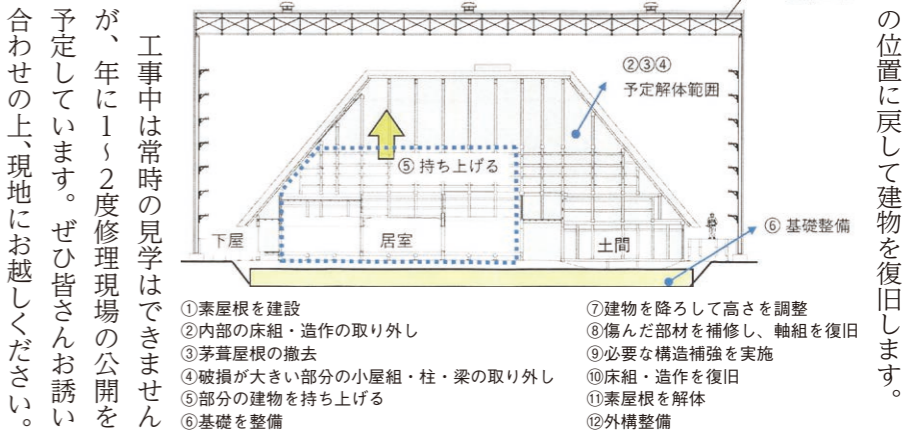 の位置に戻して建物を復旧します。
②③④
予定解体範囲
⑤ 持ち上げる
⑥ 基礎整備
下屋
居室
土間
①素屋根を建設
②内部の床組・造作の取り外し
③茅葺屋根の撤去
④破損が大きい部分の小屋組・柱・梁の取り外し
⑤部分の建物を持ち上げる
⑥基礎を整備
⑦建物を降ろして高さを調整
⑧傷んだ部材を補修し、軸組を復旧
⑨必要な構造補強を実施
⑩床組・造作を復旧
⑪素屋根を解体
⑫外構整備
工事中は常時の見学はできません
が、年に1~2度修理現場の公開を
予定しています。ぜひ皆さんお誘い
合わせの上、現地にお越しください。